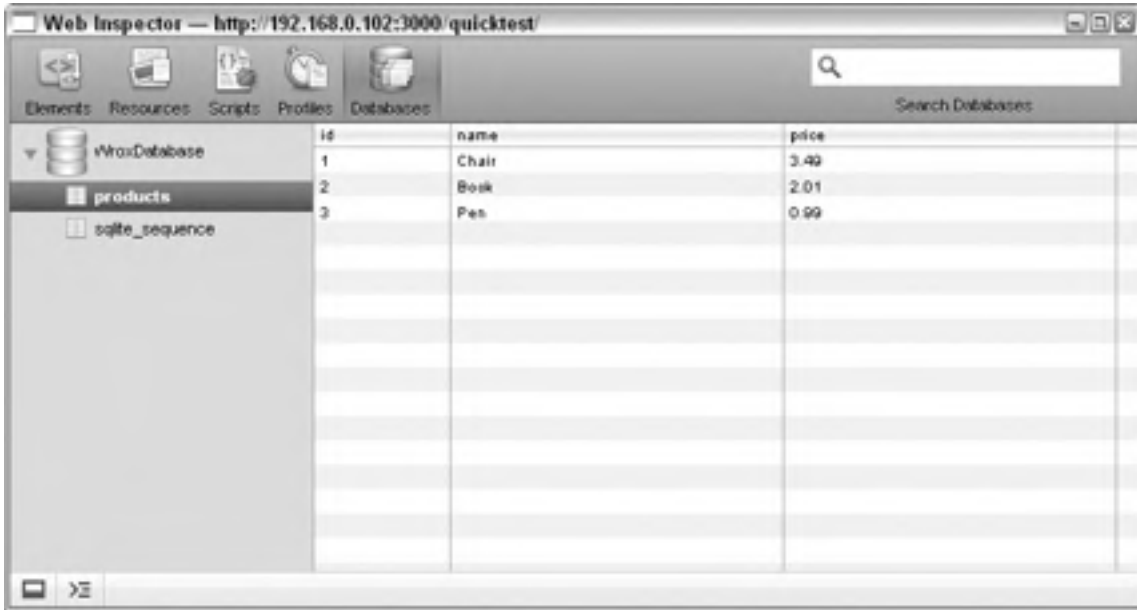 Web Inspector — http://192.168.0.102:3000/quicktest/
Elements Resources Scripts Profiles Databases
Search Databases
WroxDatabase
products
sqlite_sequence
id name price
1 Chair 3.49
2 Book 2.01
3 Pen 0.99